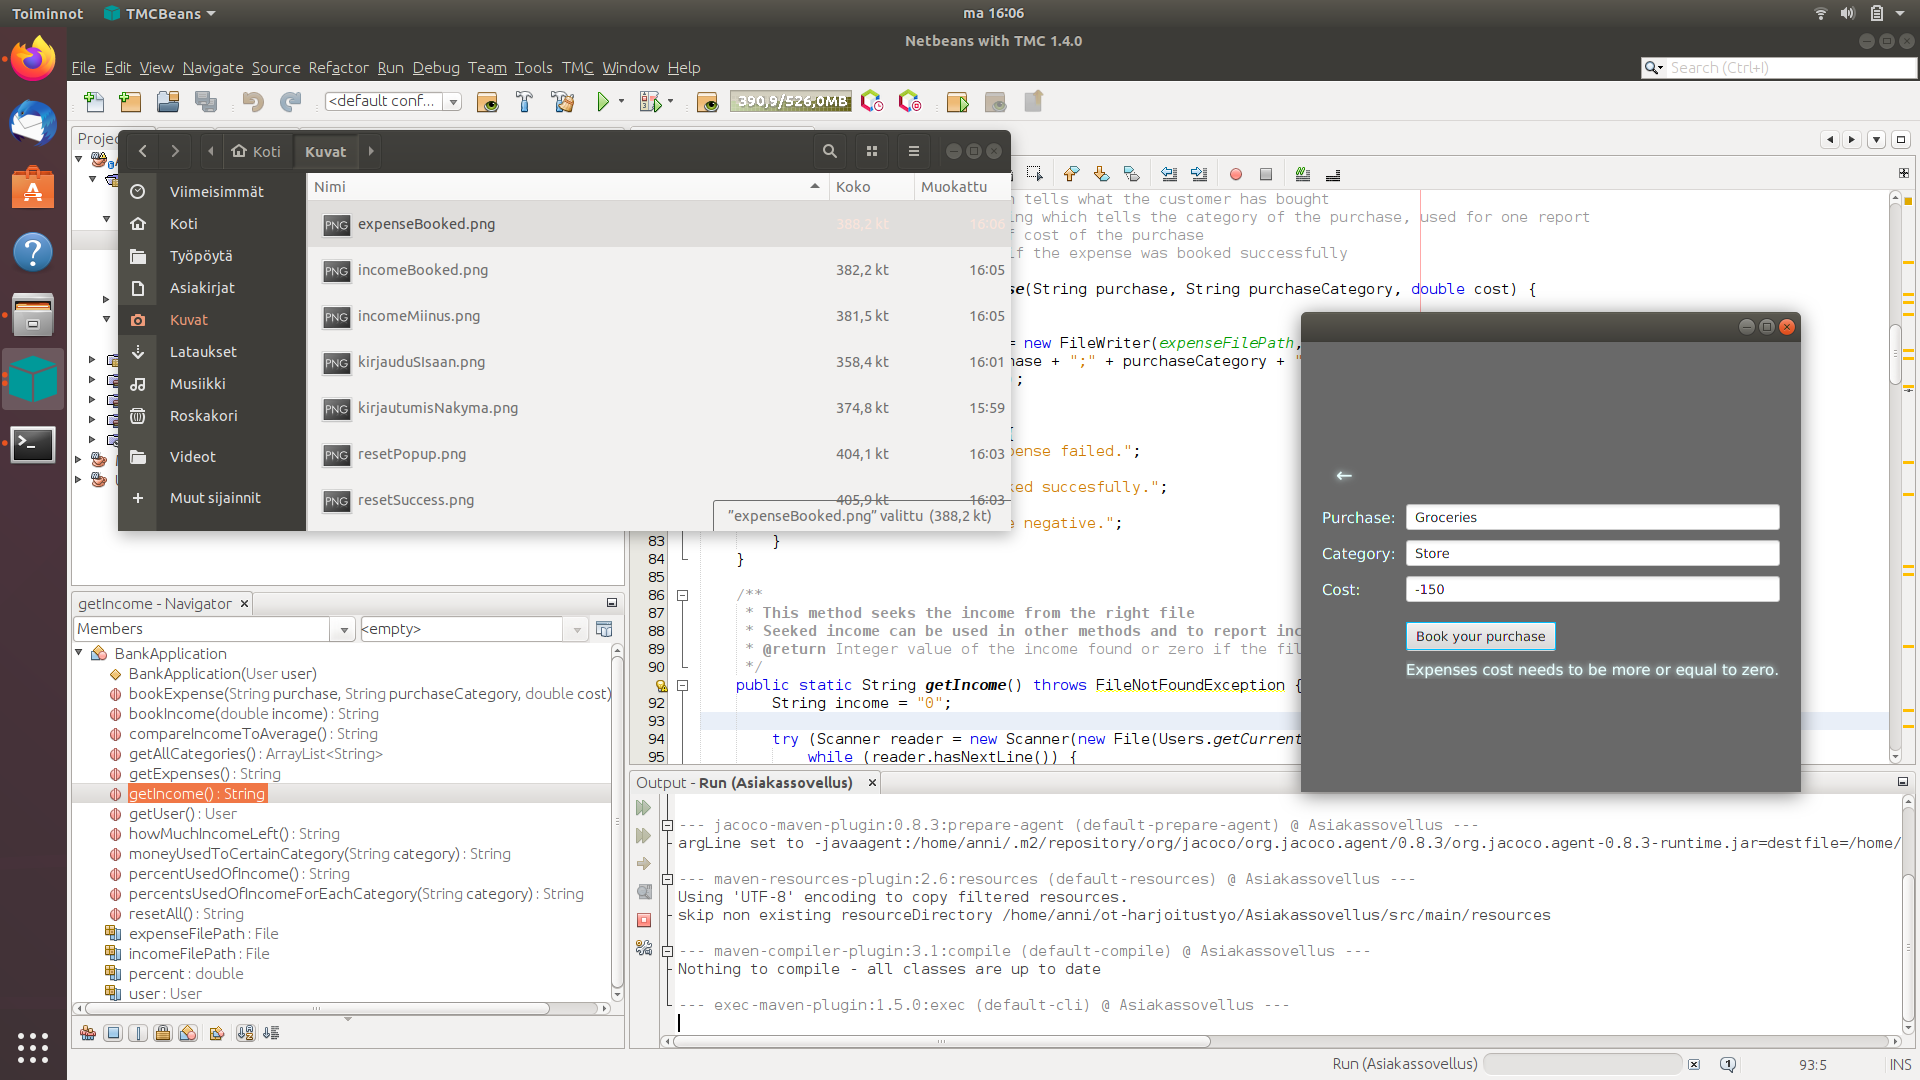 Toiminnot
TMCBeans
ma 16:06
Netbeans with TMC 1.4.0
File Edit View Navigate Source Refactor Run Debug Team Tools TMC Window Help
Search (Ctrl+I)
<default conf...
390,9/526,0MB
Projec
Koti
Kuvat
Viimeisimmät
Koti
Työpöytä
Asiakirjat
Kuvat
Lataukset
Musiikki
Roskakori
Videot
Muut sijainnit
Nimi Koko Muokattu
PNG expenseBooked.png 388,2 kt 16:06
PNG incomeBooked.png 382,2 kt 16:05
PNG incomeMiinus.png 381,5 kt 16:05
PNG kirjauduSIsaan.png 358,4 kt 16:01
PNG kirjautumisNakyma.png 374,8 kt 15:59
PNG resetPopup.png 404,1 kt 16:03
PNG resetSuccess.png 405,9 kt 16:03
"expenseBooked.png" valittu (388,2 kt)
tells what the customer has bought
ng which tells the category of the purchase, used for one report
cost of the purchase
if the expense was booked successfully
se(String purchase, String purchaseCategory, double cost) {
= new FileWriter(expenseFilePath,
hase + ";" + purchaseCategory + "
;
{
pense failed.";
ked succesfully.";
e negative.";
83 }
84 }
85
86 /**
87 * This method seeks the income from the right file
88 * Seeked income can be used in other methods and to report inc
89 * @return Integer value of the income found or zero if the fil
90 */
public static String getIncome() throws FileNotFoundException {
92 String income = "0";
93
94 try (Scanner reader = new Scanner(new File(Users.getCurrent
95 while (reader.hasNextLine()) {
←
Purchase: Groceries
Category: Store
Cost: -150
Book your purchase
Expenses cost needs to be more or equal to zero.
getIncome - Navigator
Members
<empty>
BankApplication
BankApplication(User user)
bookExpense(String purchase, String purchaseCategory, double cost)
bookIncome(double income) : String
compareIncomeToAverage() : String
getAllCategories() : ArrayList<String>
getExpenses() : String
getIncome() : String
getUser() : User
howMuchIncomeLeft() : String
moneyUsedToCertainCategory(String category) : String
percentUsedOfIncome() : String
percentsUsedOfIncomeForEachCategory(String category) : String
resetAll() : String
expenseFilePath : File
incomeFilePath : File
percent : double
user : User
Output - Run (Asiakassovellus)
--- jacoco-maven-plugin:0.8.3:prepare-agent (default-prepare-agent) @ Asiakassovellus ---
argLine set to -javaagent:/home/anni/.m2/repository/org/jacoco/org.jacoco.agent/0.8.3/org.jacoco.agent-0.8.3-runtime.jar=destfile=/home/
--- maven-resources-plugin:2.6:resources (default-resources) @ Asiakassovellus ---
Using 'UTF-8' encoding to copy filtered resources.
skip non existing resourceDirectory /home/anni/ot-harjoitustyo/Asiakassovellus/src/main/resources
--- maven-compiler-plugin:3.1:compile (default-compile) @ Asiakassovellus ---
Nothing to compile - all classes are up to date
--- exec-maven-plugin:1.5.0:exec (default-cli) @ Asiakassovellus ---
Run (Asiakassovellus)
1
93:5
INS